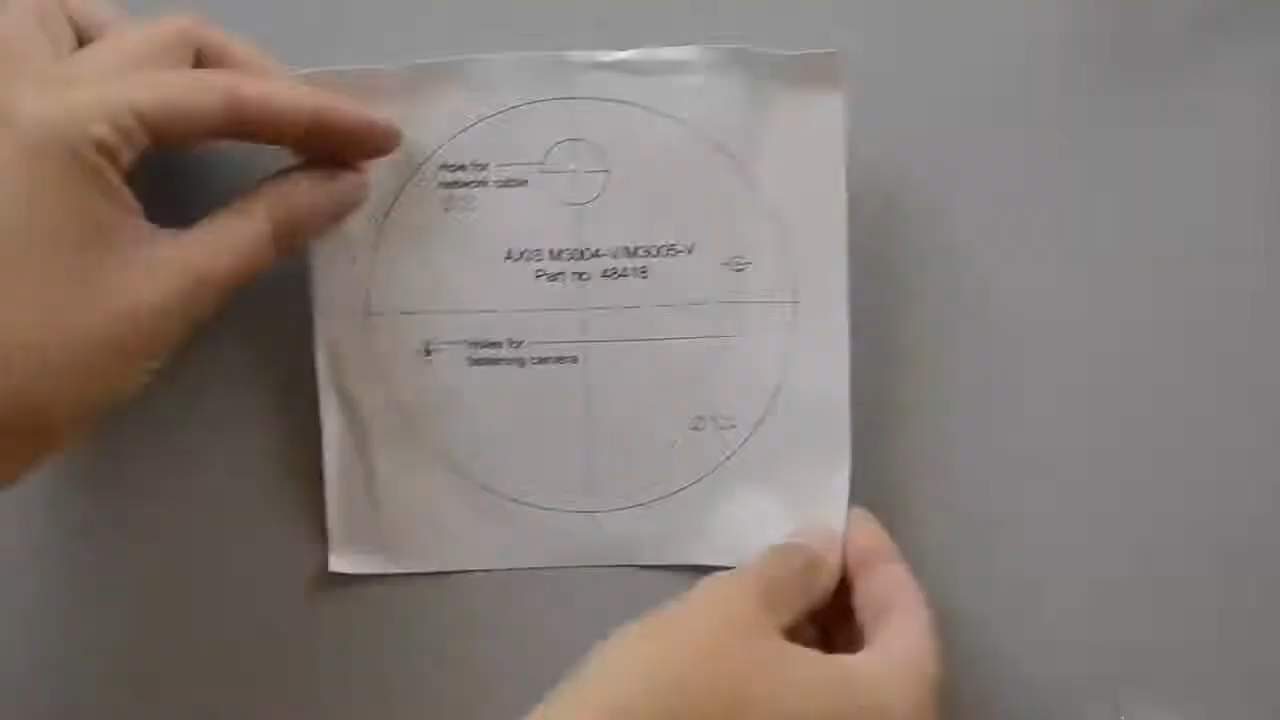 Hole for
network cable
AXIS M3004-V/M3005-V
Part no. 48418
Holes for
fastening camera